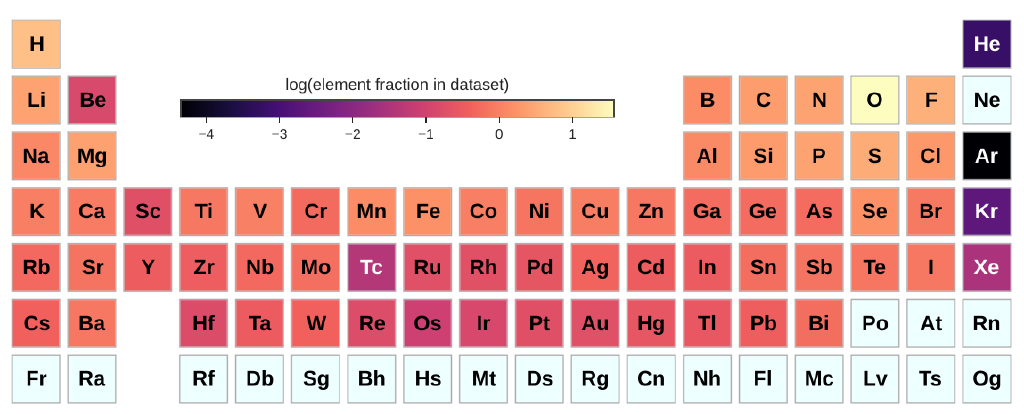 H He
log(element fraction in dataset)
Li Be B C N O F Ne
−4 −3 −2 −1 0 1
Na Mg Al Si P S Cl Ar
K Ca Sc Ti V Cr Mn Fe Co Ni Cu Zn Ga Ge As Se Br Kr
Rb Sr Y Zr Nb Mo Tc Ru Rh Pd Ag Cd In Sn Sb Te I Xe
Cs Ba Hf Ta W Re Os Ir Pt Au Hg Tl Pb Bi Po At Rn
Fr Ra Rf Db Sg Bh Hs Mt Ds Rg Cn Nh Fl Mc Lv Ts Og